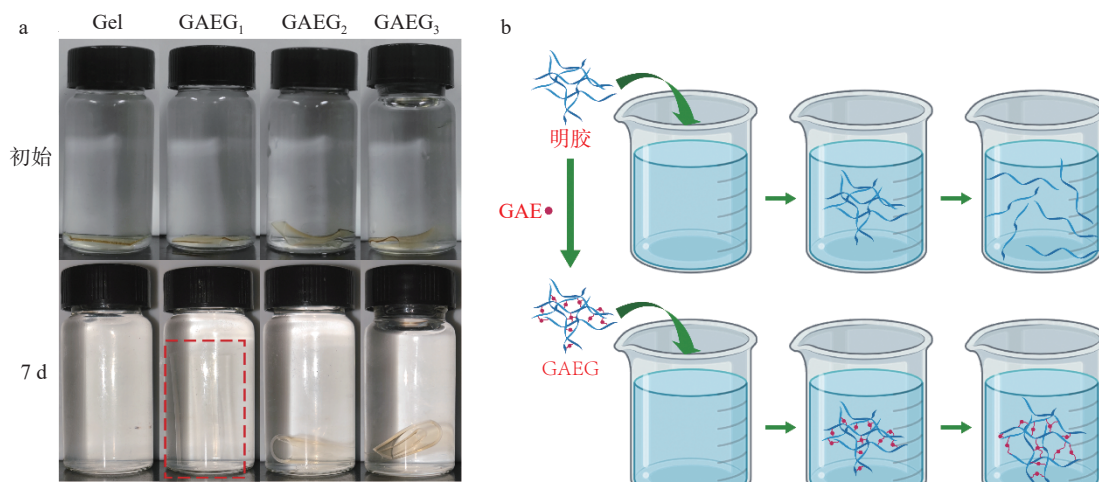 a
Gel GAEG₁ GAEG₂ GAEG₃
初始
7 d
b
明胶
GAE
GAEG